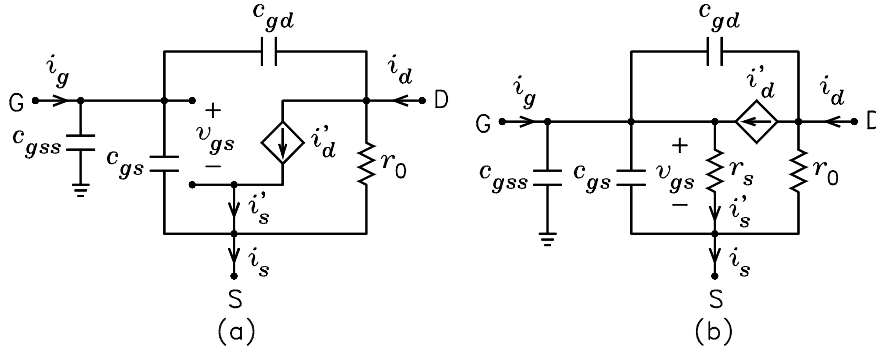 c_gd
i_g
i_d
G
D
c_gss
c_gs
+
v_gs
−
i'_d
r_0
i'_s
i_s
S
(a)
c_gd
i_g
i'_d
i_d
G
D
c_gss
c_gs
+
v_gs
−
r_s
r_0
i'_s
i_s
S
(b)